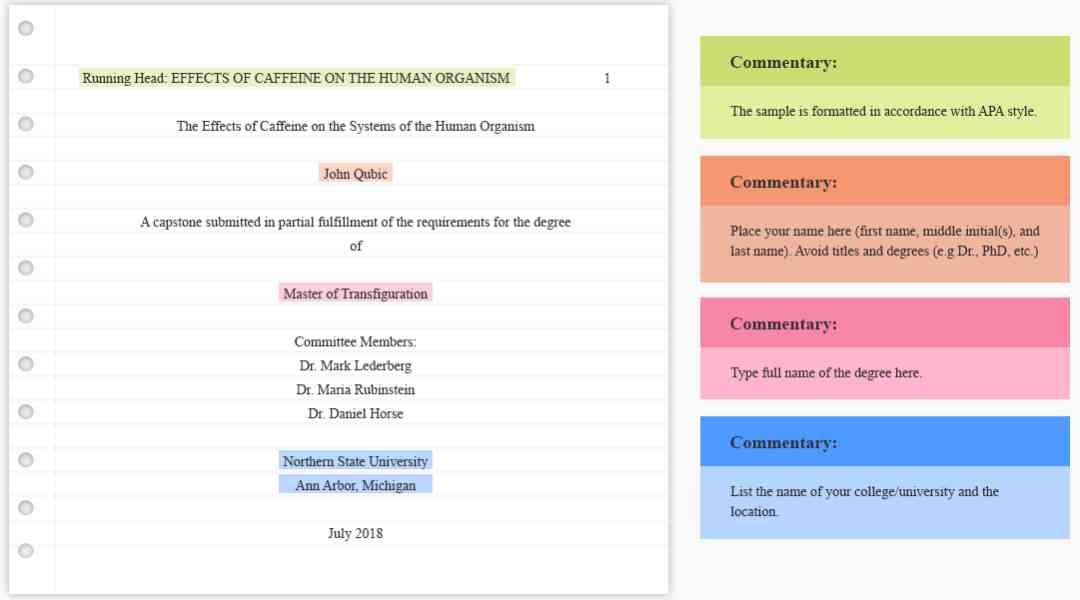 Running Head: EFFECTS OF CAFFEINE ON THE HUMAN ORGANISM 1
The Effects of Caffeine on the Systems of the Human Organism
John Qubic
A capstone submitted in partial fulfillment of the requirements for the degree
of
Master of Transfiguration
Committee Members:
Dr. Mark Lederberg
Dr. Maria Rubinstein
Dr. Daniel Horse
Northern State University
Ann Arbor, Michigan
July 2018
Commentary:
The sample is formatted in accordance with APA style.
Commentary:
Place your name here (first name, middle initial(s), and
last name). Avoid titles and degrees (e.g Dr., PhD, etc.)
Commentary:
Type full name of the degree here.
Commentary:
List the name of your college/university and the
location.